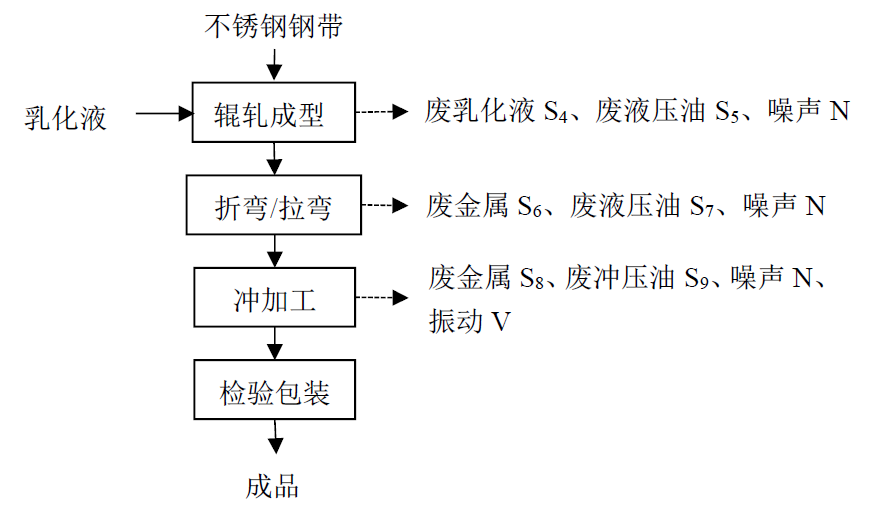 不锈钢钢带
乳化液
辊轧成型
废乳化液 S₄、废液压油 S₅、噪声 N
折弯/拉弯
废金属 S₆、废液压油 S₇、噪声 N
冲加工
废金属 S₈、废冲压油 S₉、噪声 N、
振动 V
检验包装
成品